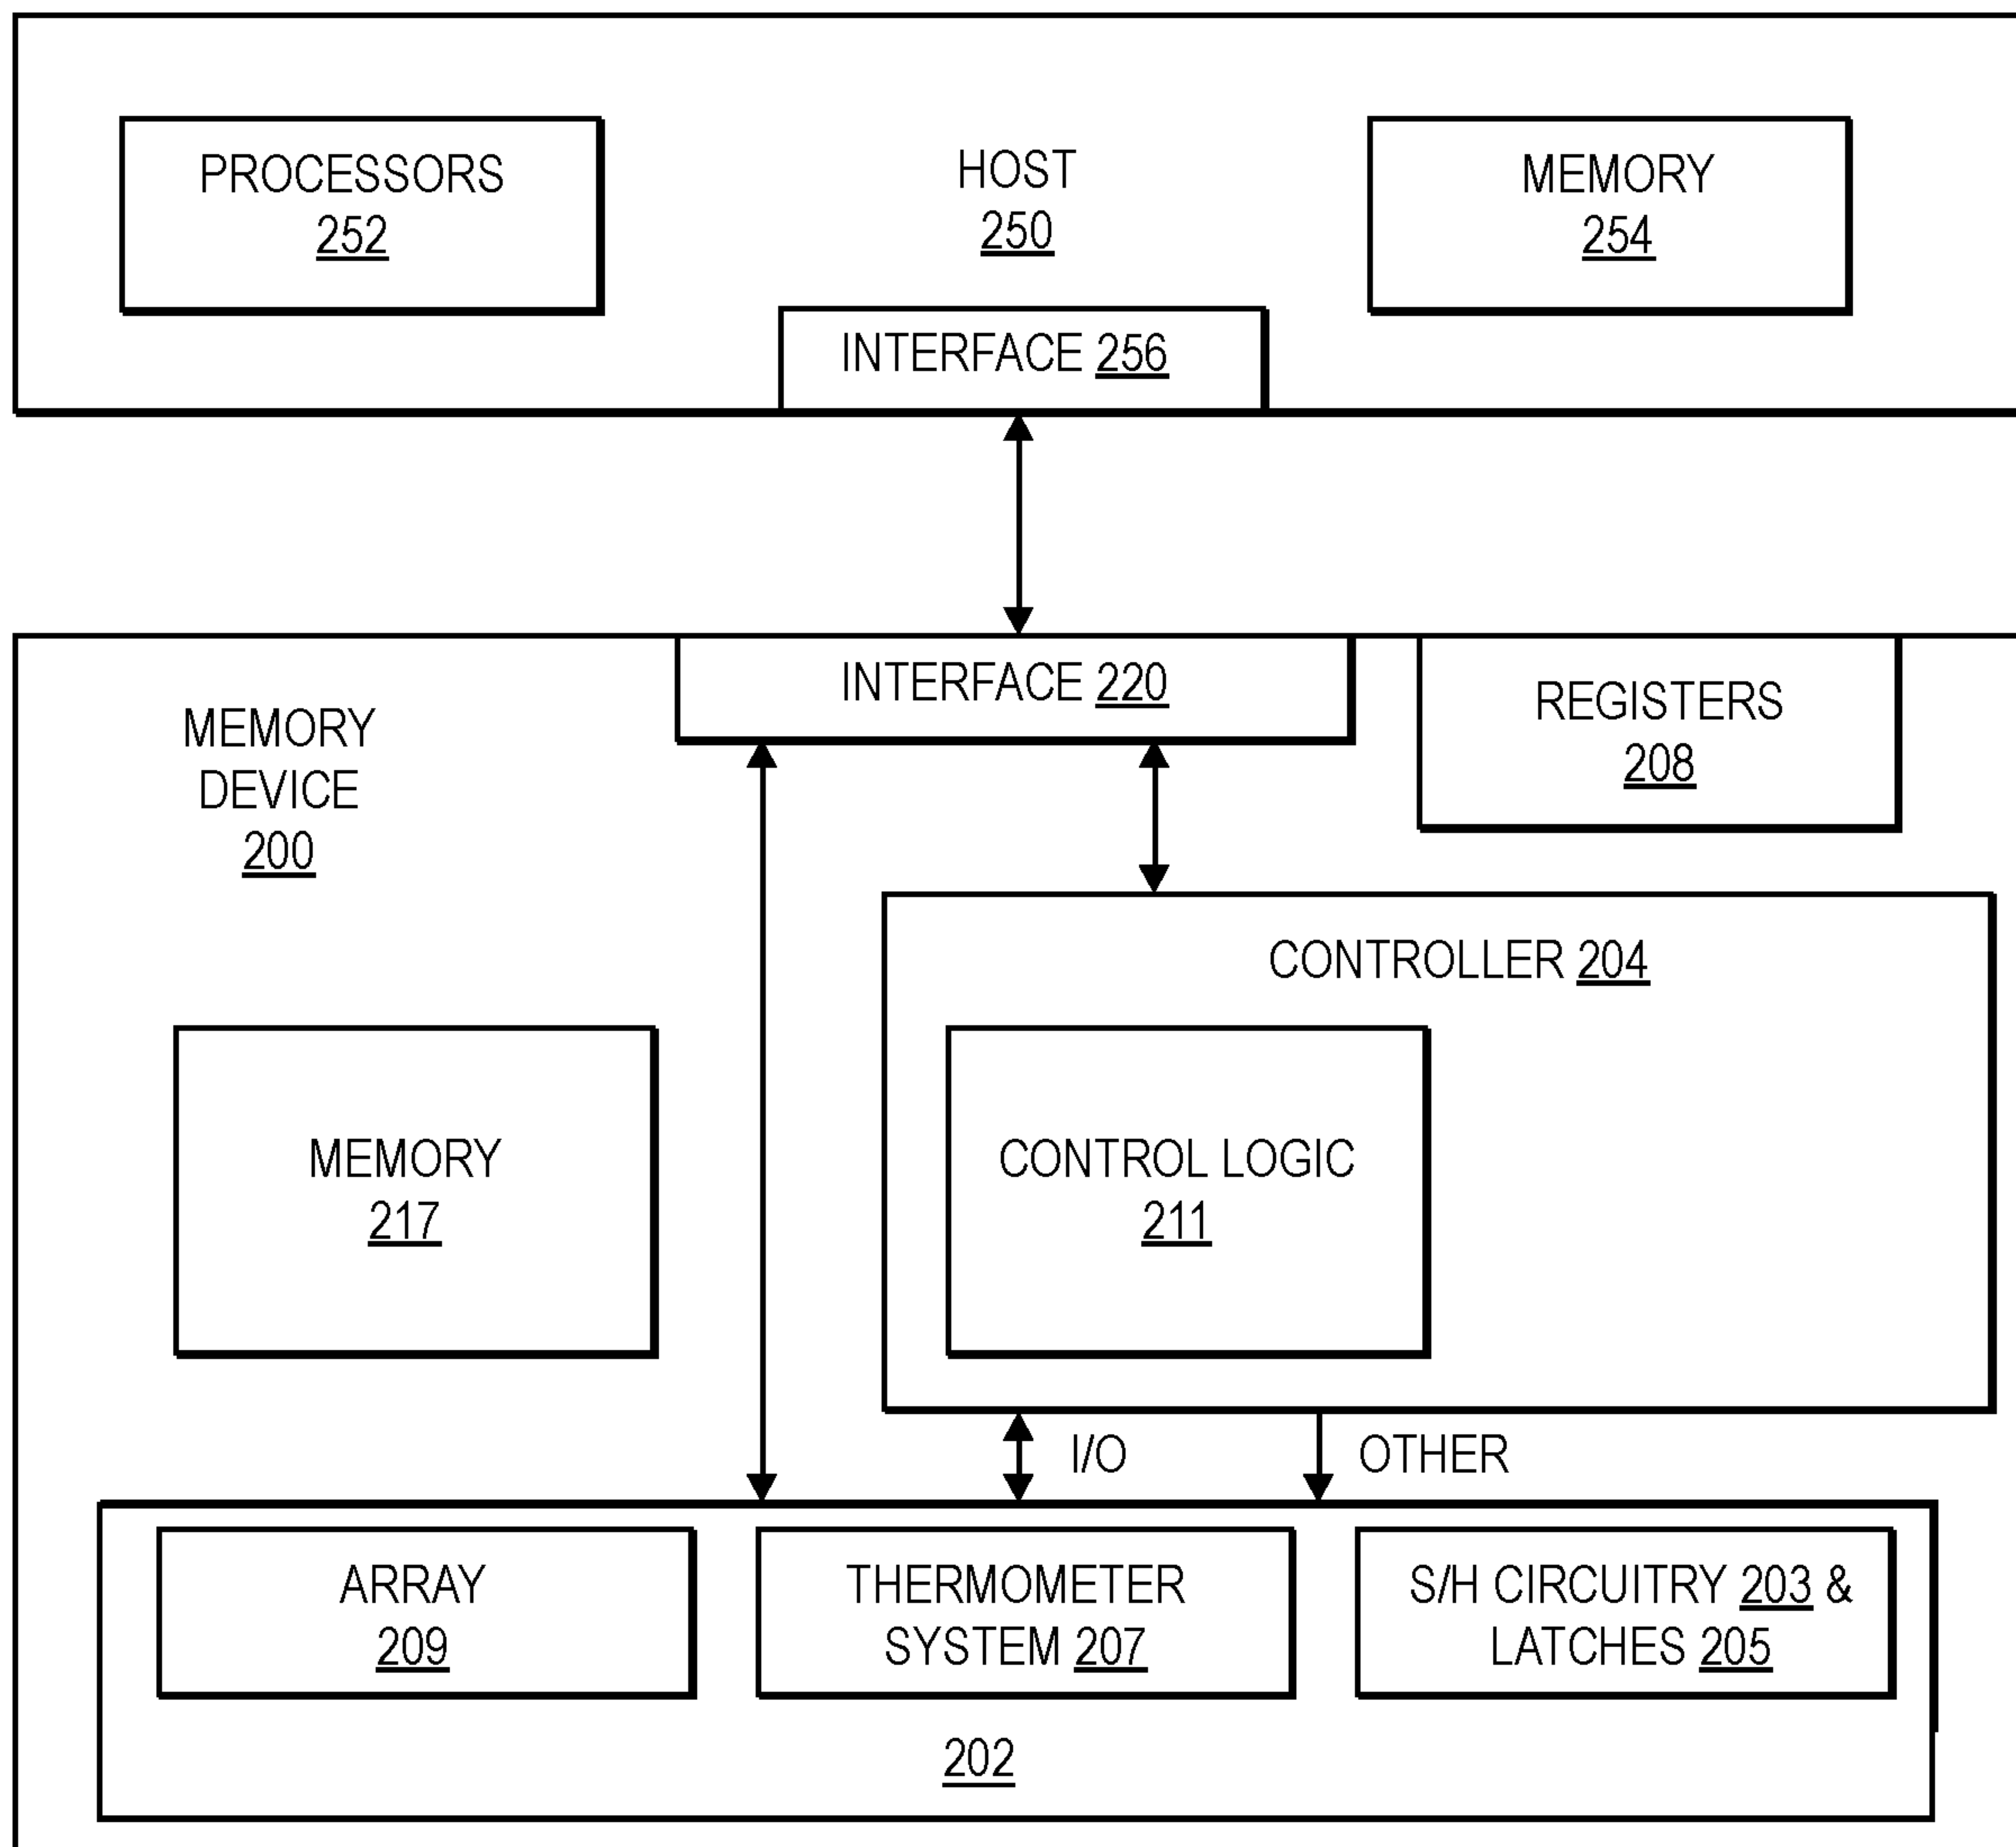 PROCESSORS
252
HOST
250
MEMORY
254
INTERFACE 256
INTERFACE 220
REGISTERS
208
MEMORY
DEVICE
200
CONTROLLER 204
MEMORY
217
CONTROL LOGIC
211
I/O
OTHER
ARRAY
209
THERMOMETER
SYSTEM 207
S/H CIRCUITRY 203 &
LATCHES 205
202